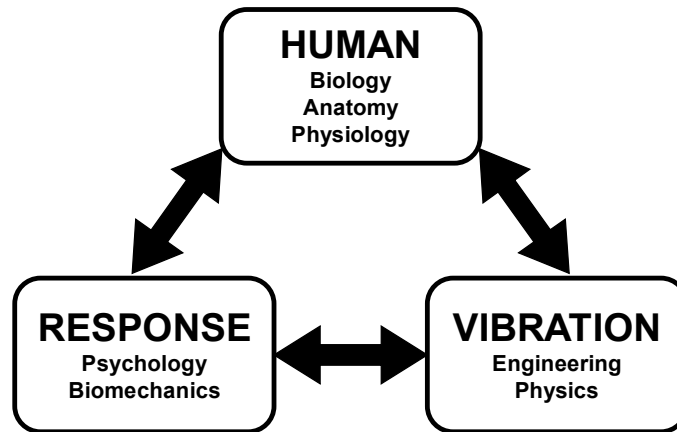 HUMAN
Biology
Anatomy
Physiology
RESPONSE
Psychology
Biomechanics
VIBRATION
Engineering
Physics